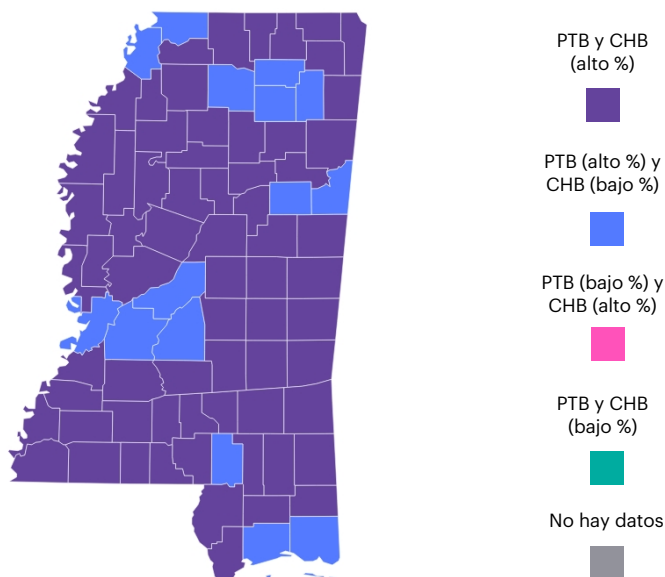 PTB y CHB
(alto %)
PTB (alto %) y
CHB (bajo %)
PTB (bajo %) y
CHB (alto %)
PTB y CHB
(bajo %)
No hay datos